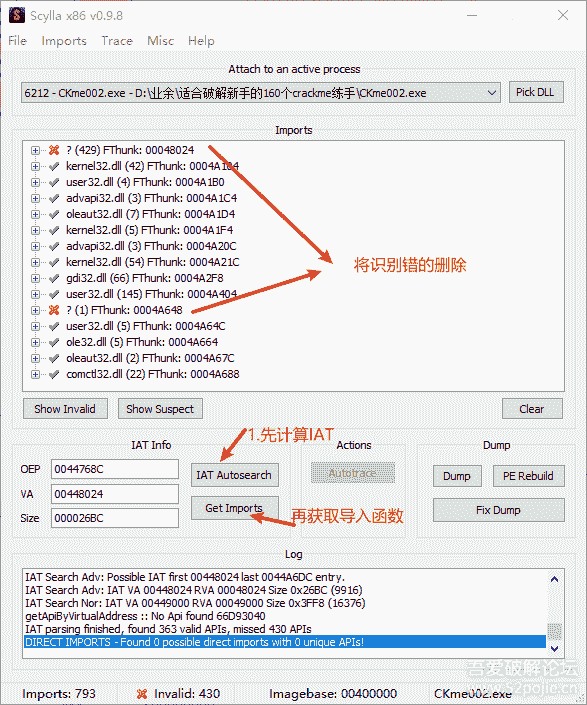 Scylla x86 v0.9.8
File Imports Trace Misc Help
Attach to an active process
6212 - CKme002.exe - D:\业余\适合破解新手的160个crackme练手\CKme002.exe
Pick DLL
Imports
? (429) FThunk: 00048024
kernel32.dll (42) FThunk: 0004A104
user32.dll (4) FThunk: 0004A1B0
advapi32.dll (3) FThunk: 0004A1C4
oleaut32.dll (7) FThunk: 0004A1D4
kernel32.dll (5) FThunk: 0004A1F4
advapi32.dll (3) FThunk: 0004A20C
kernel32.dll (54) FThunk: 0004A21C
gdi32.dll (66) FThunk: 0004A2F8
user32.dll (145) FThunk: 0004A404
? (1) FThunk: 0004A648
user32.dll (5) FThunk: 0004A64C
ole32.dll (5) FThunk: 0004A664
oleaut32.dll (2) FThunk: 0004A67C
comctl32.dll (22) FThunk: 0004A688
将识别错的删除
Show Invalid Show Suspect Clear
1.先计算IAT
IAT Info Actions Dump
OEP 0044768C IAT Autosearch Autotrace Dump PE Rebuild
VA 00448024 Get Imports 再获取导入函数 Fix Dump
Size 000026BC
Log
IAT Search Adv: Possible IAT first 00448024 last 0044A6DC entry.
IAT Search Adv: IAT VA 00448024 RVA 00048024 Size 0x26BC (9916)
IAT Search Nor: IAT VA 00449000 RVA 00049000 Size 0x3FF8 (16376)
getApiByVirtualAddress :: No Api found 66D93040
IAT parsing finished, found 363 valid APIs, missed 430 APIs
DIRECT IMPORTS - Found 0 possible direct imports with 0 unique APIs!
Imports: 793 Invalid: 430 Imagebase: 00400000 CKme002.exe
吾爱破解论坛
www.52pojie.cn